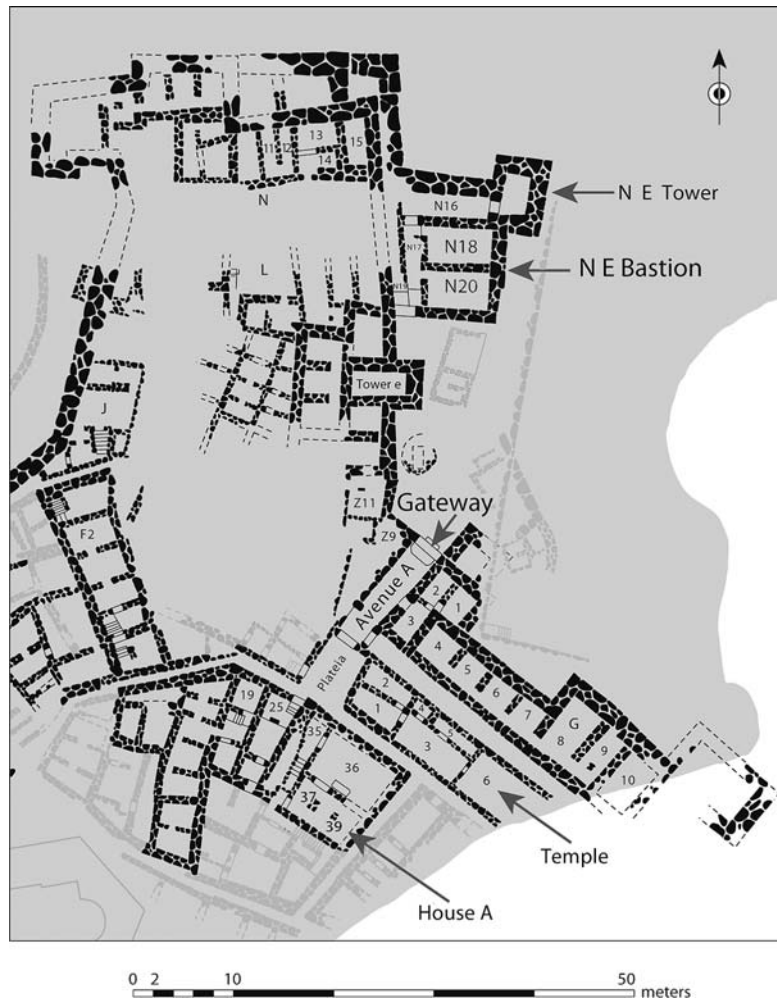 13
11
12
14
15
N
N16
N E Tower
N17
N18
N E Bastion
L
N19
N20
Tower e
J
Z11
Gateway
F2
Z9
Avenue A
2
1
3
4
Plateia
5
2
6
19
25
1
4
7
G
35
3
5
8
9
36
6
10
37
39
Temple
House A
0 2 10 50 meters